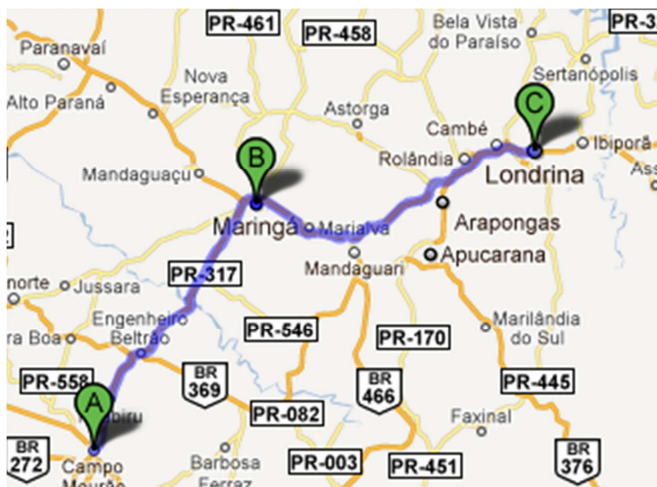 PR-461
PR-458
PR-3
Paranavaí
Bela Vista
do Paraíso
Sertanópolis
Nova
Esperança
Alto Paraná
Astorga
C
Cambé
Ibiporã
Rolândia
Londrina
B
Mandaguaçu
Maringá
Marialva
Arapongas
Apucarana
Mandaguari
PR-317
norte
Jussara
Engenheiro
Beltrão
PR-546
PR-170
Marilândia
do Sul
ra Boa
PR-558
BR
369
BR
466
PR-445
A
PR-082
Faxinal
BR
272
Campo
Mourão
Barbosa
Ferraz
PR-003
PR-451
BR
376